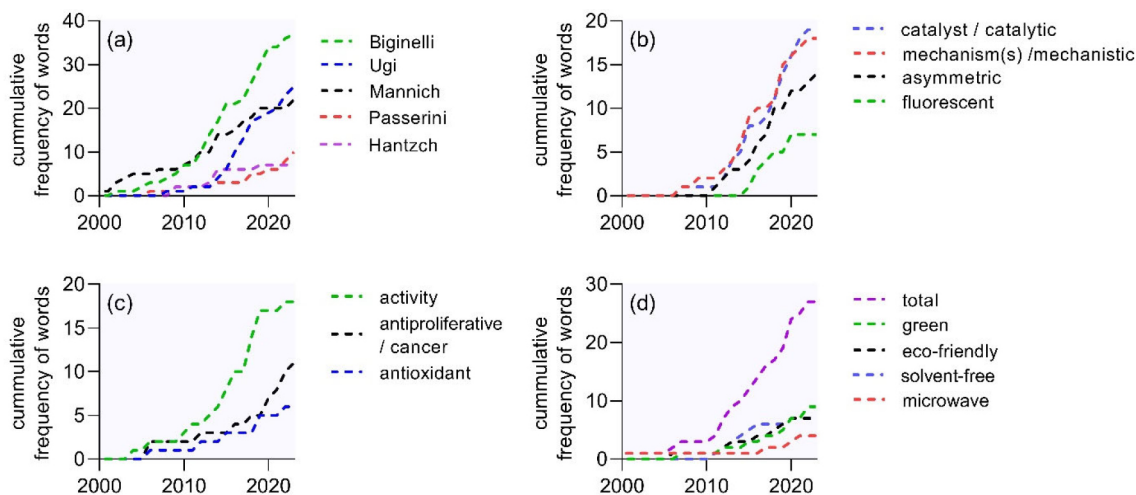 cummulative
frequency of words
40
30
20
10
0
(a)
2000
2010
2020
Biginelli
Ugi
Mannich
Passerini
Hantzch
cummulative
frequency of words
20
15
10
5
0
(b)
2000
2010
2020
catalyst / catalytic
mechanism(s) /mechanistic
asymmetric
fluorescent
cummulative
frequency of words
20
15
10
5
0
(c)
2000
2010
2020
activity
antiproliferative
/ cancer
antioxidant
cummulative
frequency of words
30
20
10
0
(d)
2000
2010
2020
total
green
eco-friendly
solvent-free
microwave